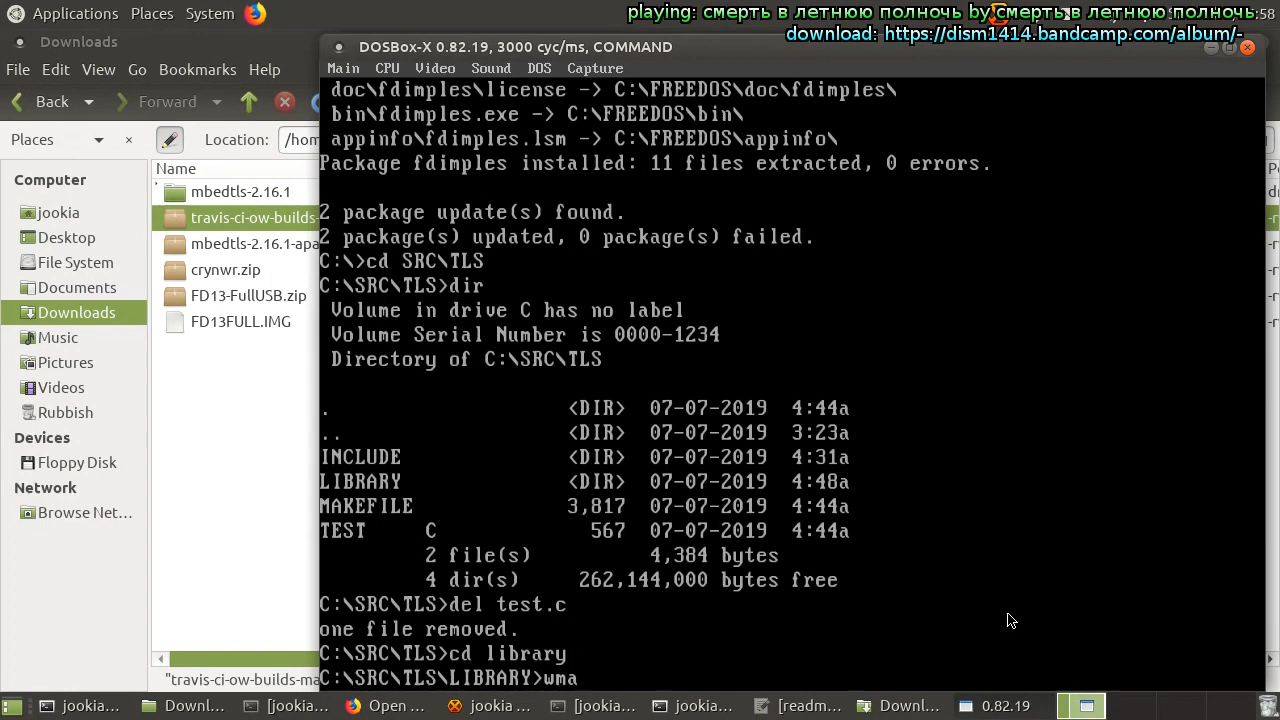 playing: смерть в летнюю полночь by смерть в летнюю полночь
download: https://dism1414.bandcamp.com/album/-
Applications Places System
:58
Downloads
File Edit View Go Bookmarks Help
Back Forward
Places
Location: /hom
Computer
jookia
Desktop
File System
Documents
Downloads
Music
Pictures
Videos
Rubbish
Devices
Floppy Disk
Network
Browse Net…
Name
mbedtls-2.16.1
travis-ci-ow-builds-
mbedtls-2.16.1-apa
crynwr.zip
FD13-FullUSB.zip
FD13FULL.IMG
"travis-ci-ow-builds-ma
DOSBox-X 0.82.19, 3000 cyc/ms, COMMAND
Main CPU Video Sound DOS Capture
doc\fdimples\license -> C:\FREEDOS\doc\fdimples\
bin\fdimples.exe -> C:\FREEDOS\bin\
appinfo\fdimples.lsm -> C:\FREEDOS\appinfo\
Package fdimples installed: 11 files extracted, 0 errors.
2 package update(s) found.
2 package(s) updated, 0 package(s) failed.
C:\>cd SRC\TLS
C:\SRC\TLS>dir
Volume in drive C has no label
Volume Serial Number is 0000-1234
Directory of C:\SRC\TLS
. <DIR> 07-07-2019 4:44a
.. <DIR> 07-07-2019 3:23a
INCLUDE <DIR> 07-07-2019 4:31a
LIBRARY <DIR> 07-07-2019 4:48a
MAKEFILE 3,817 07-07-2019 4:44a
TEST C 567 07-07-2019 4:44a
2 file(s) 4,384 bytes
4 dir(s) 262,144,000 bytes free
C:\SRC\TLS>del test.c
one file removed.
C:\SRC\TLS>cd library
C:\SRC\TLS\LIBRARY>wma
jookia… Downl… [jookia… Open … jookia … [jookia… jookia… [readm… Downl… 0.82.19